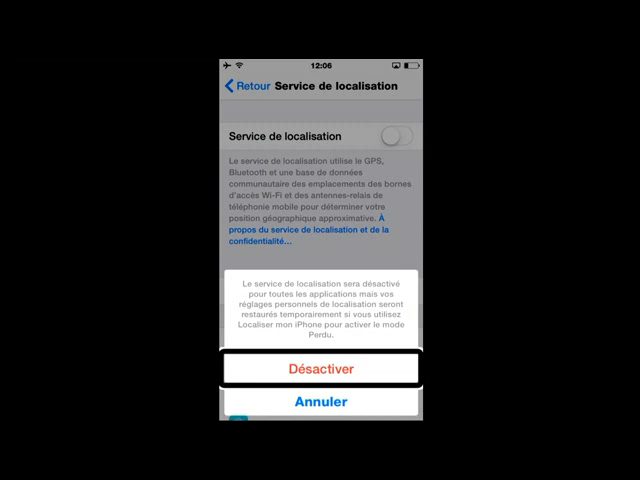 12:06
Retour Service de localisation
Service de localisation
Le service de localisation utilise le GPS,
Bluetooth et une base de données
communautaire des emplacements des bornes
d'accès Wi-Fi et des antennes-relais de
téléphonie mobile pour déterminer votre
position géographique approximative. À
propos du service de localisation et de la
confidentialité...
Le service de localisation sera désactivé
pour toutes les applications mais vos
réglages personnels de localisation seront
restaurés temporairement si vous utilisez
Localiser mon iPhone pour activer le mode
Perdu.
Désactiver
Annuler